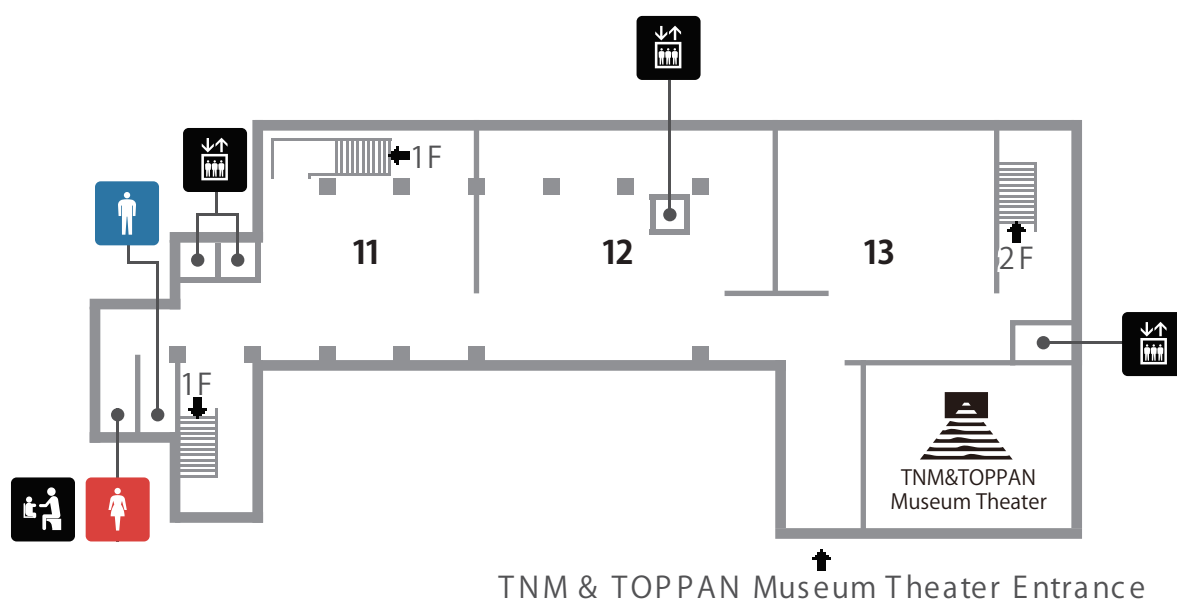 1F
11
12
13
2F
1F
TNM&TOPPAN
Museum Theater
TNM & TOPPAN Museum Theater Entrance